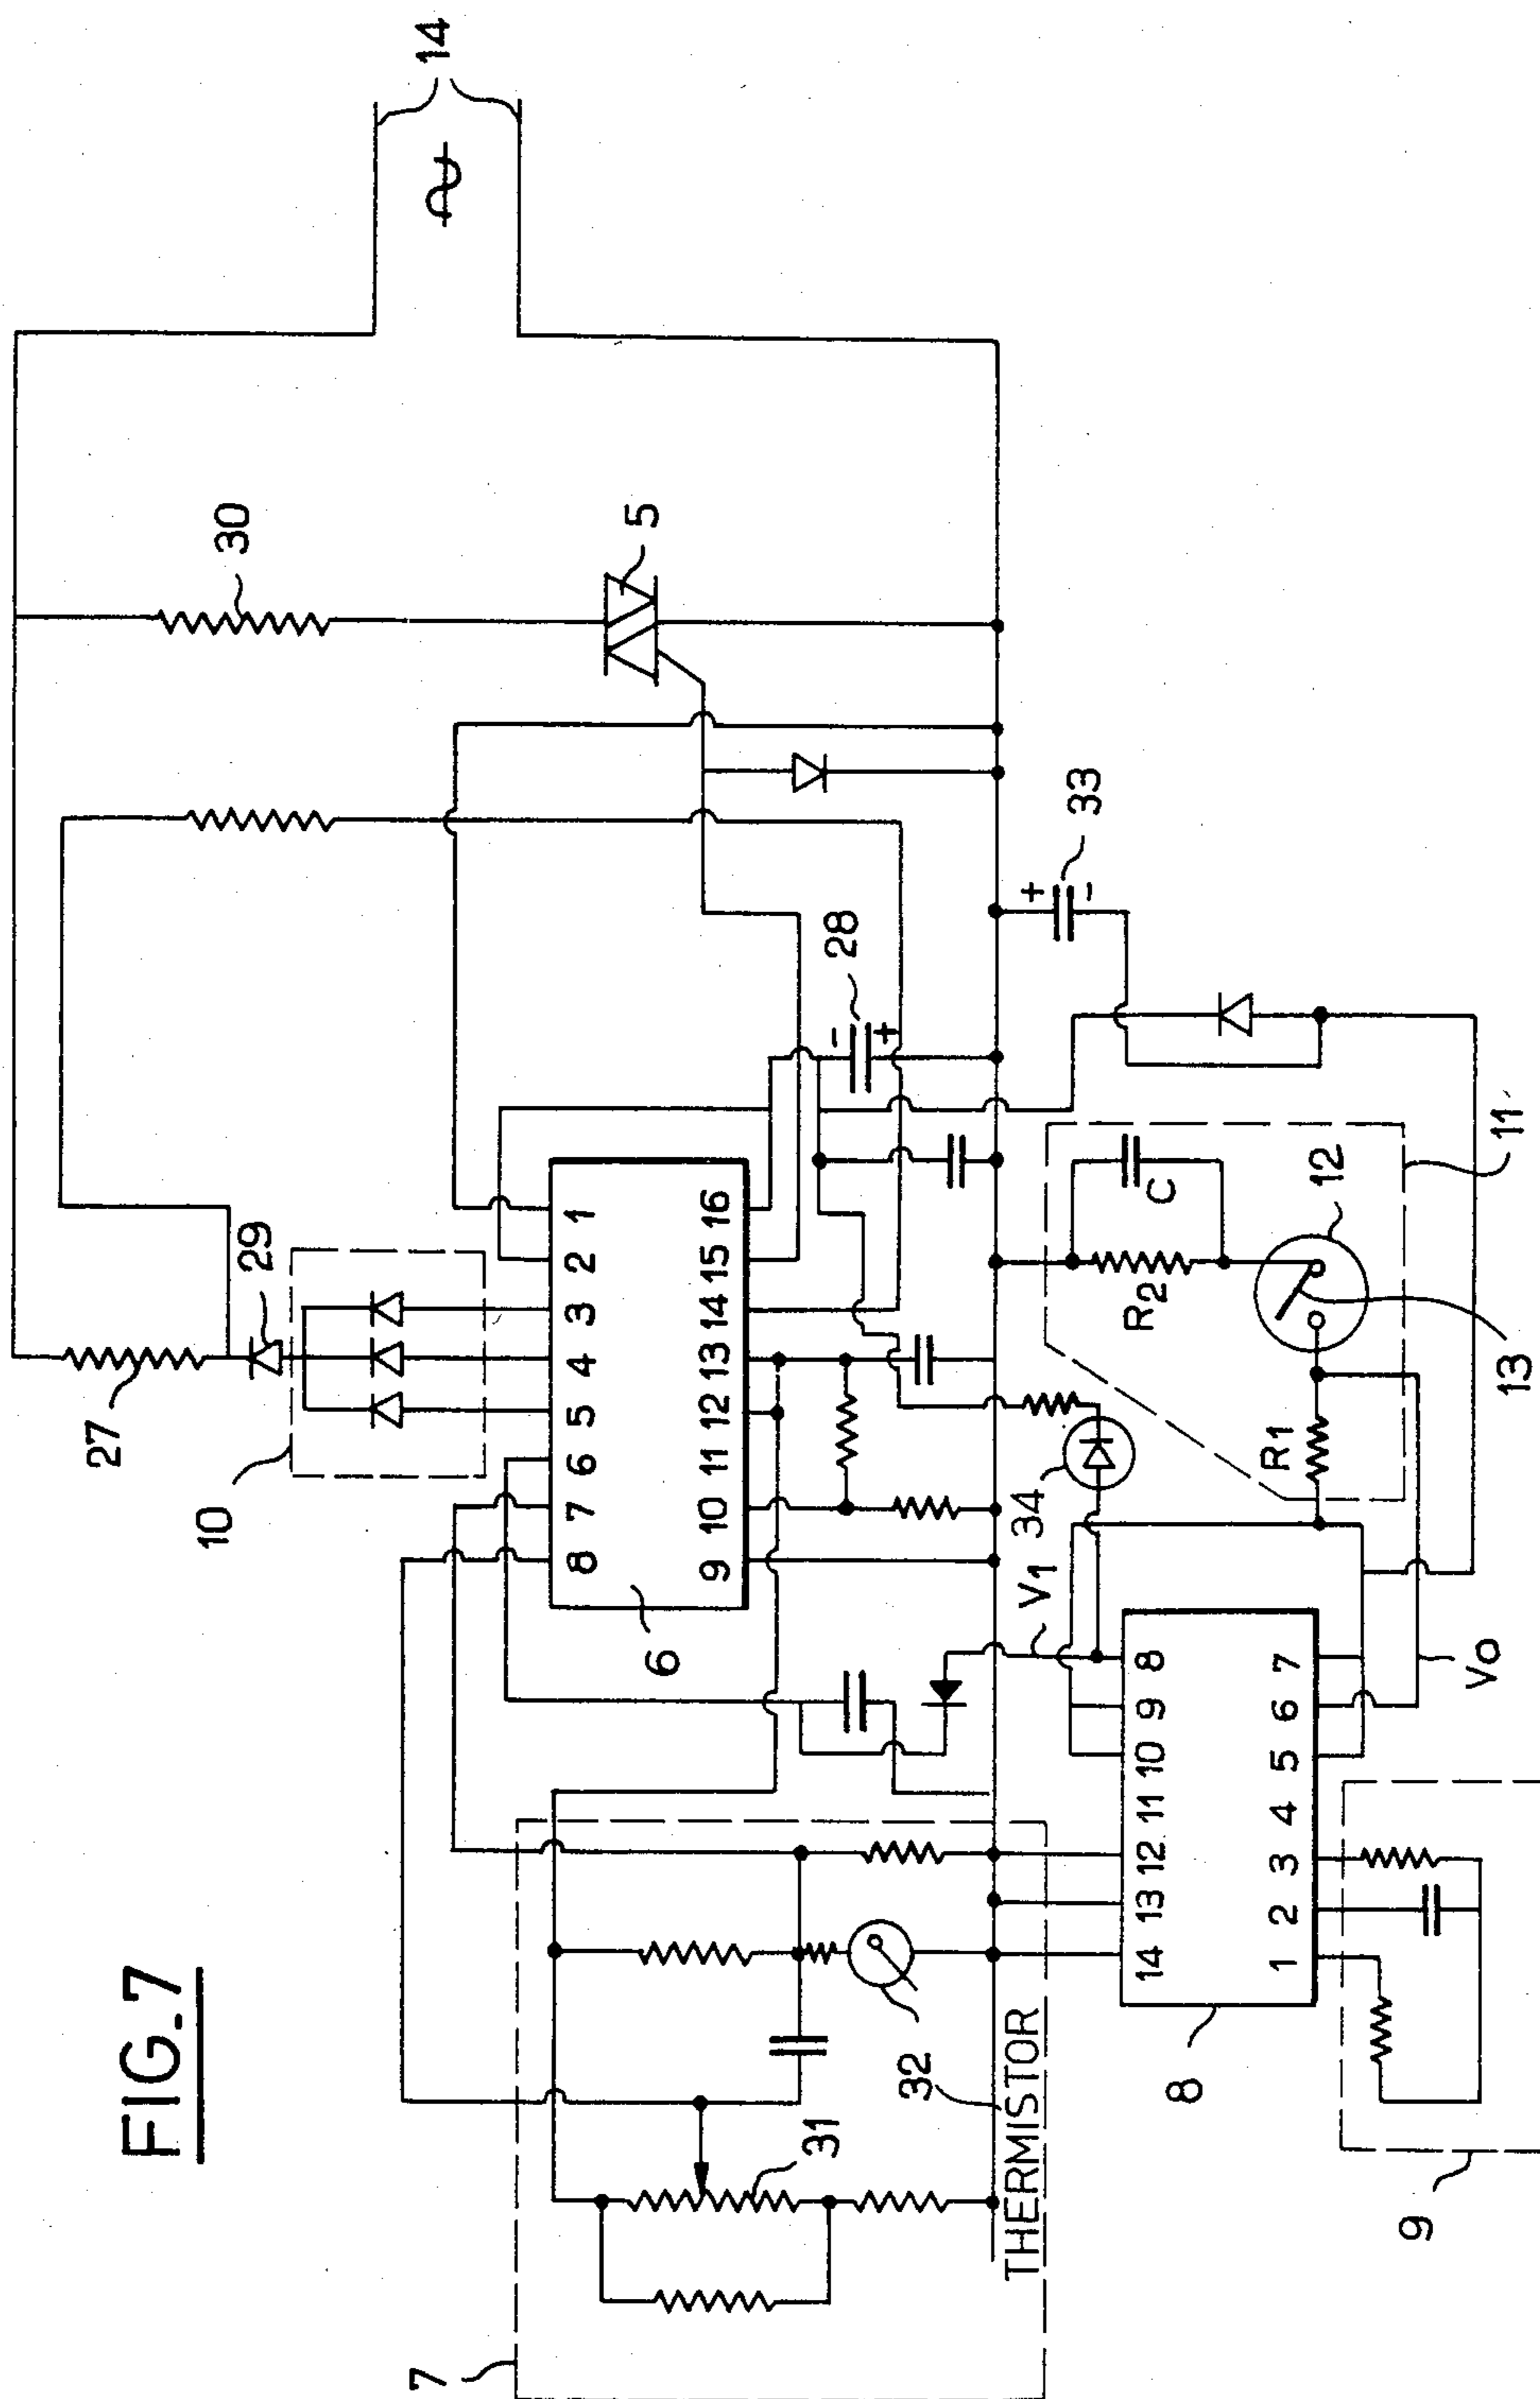 FIG_7
14
30
5
27
29
10
1 2 3 4 5 6 7 8
16 15 14 13 12 11 10 9
6
28
+
-
33
+
-
7
31
32
THERMISTOR
V1
34
R1
R2
C
12
13
11
14 13 12 11 10 9 8
1 2 3 4 5 6 7
8
Vo
9